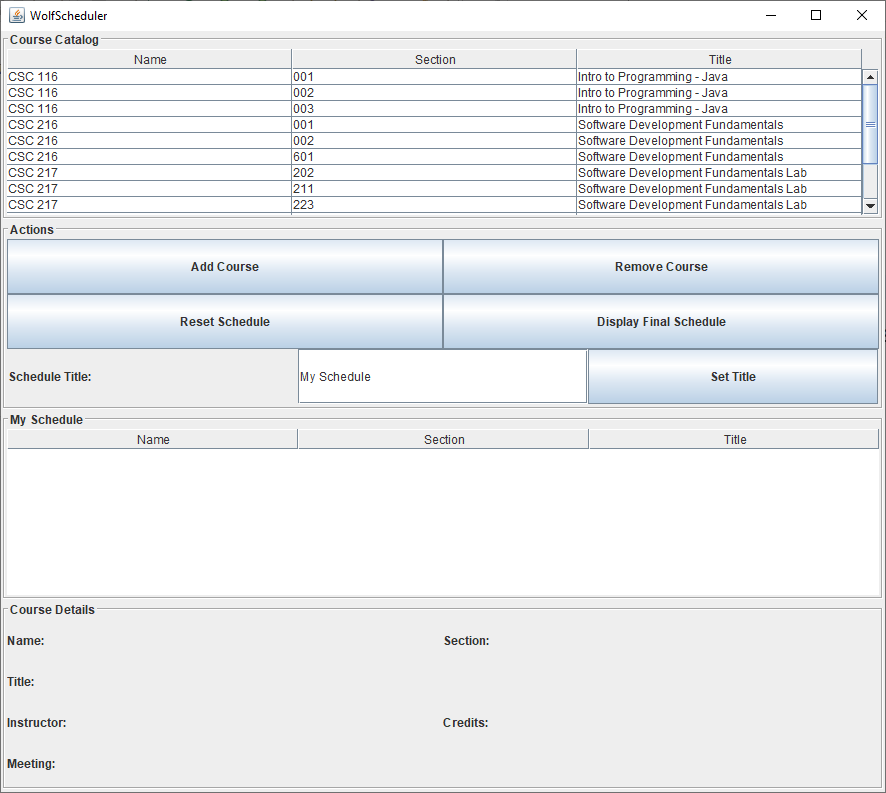 WolfScheduler
Course Catalog
Name Section Title
CSC 116 001 Intro to Programming - Java
CSC 116 002 Intro to Programming - Java
CSC 116 003 Intro to Programming - Java
CSC 216 001 Software Development Fundamentals
CSC 216 002 Software Development Fundamentals
CSC 216 601 Software Development Fundamentals
CSC 217 202 Software Development Fundamentals Lab
CSC 217 211 Software Development Fundamentals Lab
CSC 217 223 Software Development Fundamentals Lab
Actions
Add Course Remove Course
Reset Schedule Display Final Schedule
Schedule Title: My Schedule Set Title
My Schedule
Name Section Title
Course Details
Name: Section:
Title:
Instructor: Credits:
Meeting: